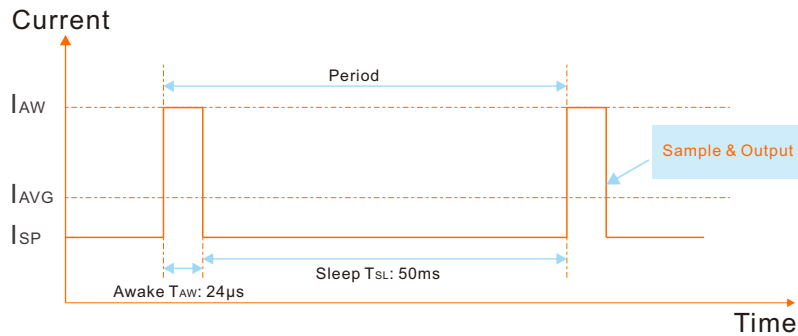 Current
Period
IAW
Sample & Output
IAVG
ISP
Sleep TSL: 50ms
Awake TAW: 24μs
Time